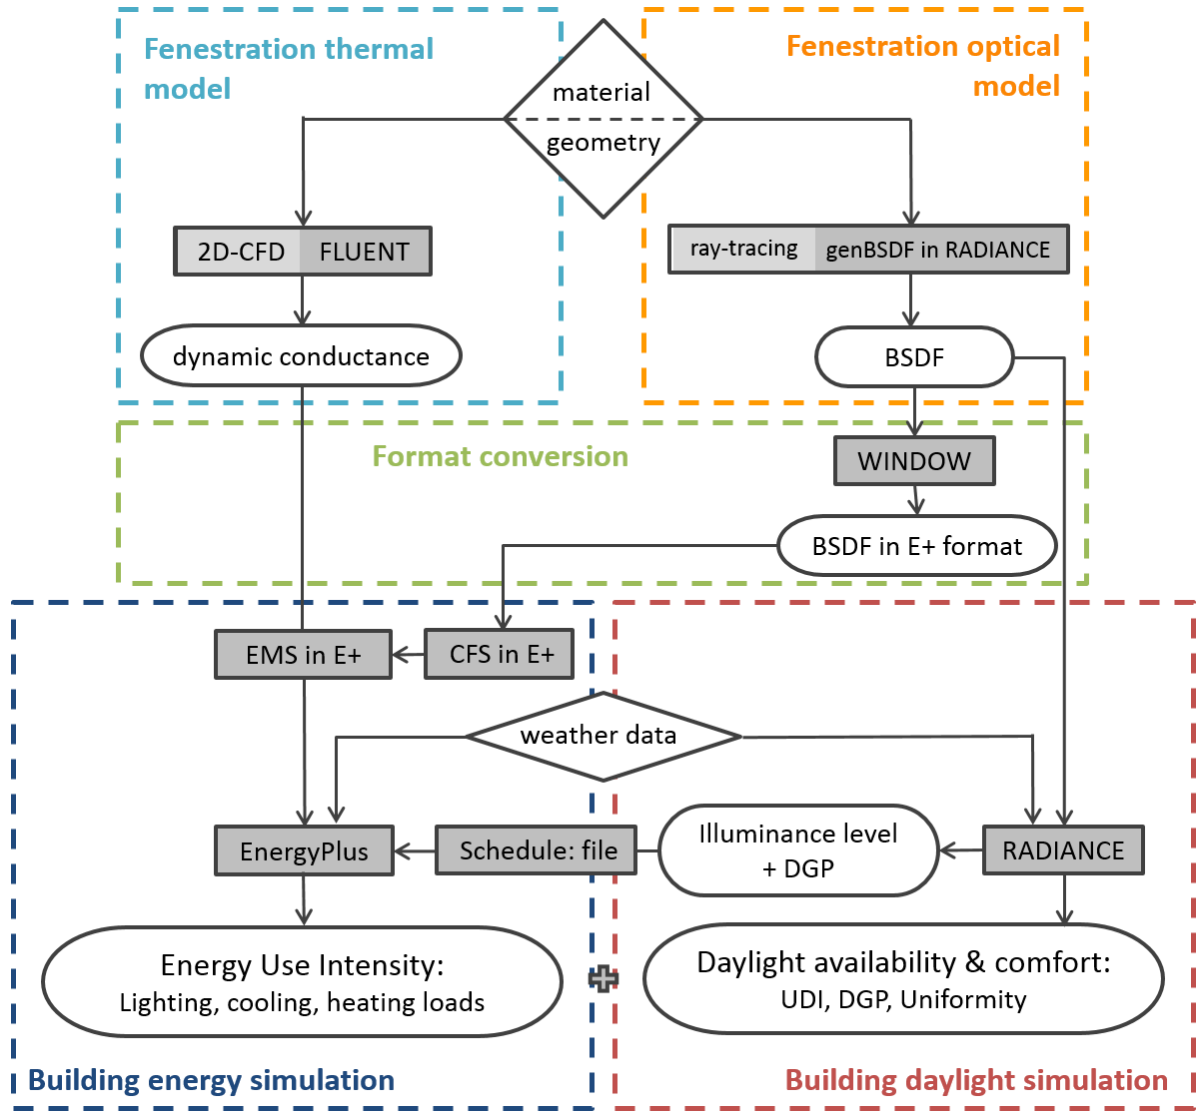 Fenestration thermal
model
Fenestration optical
model
material
geometry
2D-CFD FLUENT
ray-tracing genBSDF in RADIANCE
dynamic conductance
BSDF
Format conversion
WINDOW
BSDF in E+ format
EMS in E+
CFS in E+
weather data
EnergyPlus
Schedule: file
Illuminance level
+ DGP
RADIANCE
Energy Use Intensity:
Lighting, cooling, heating loads
Daylight availability & comfort:
UDI, DGP, Uniformity
Building energy simulation
Building daylight simulation